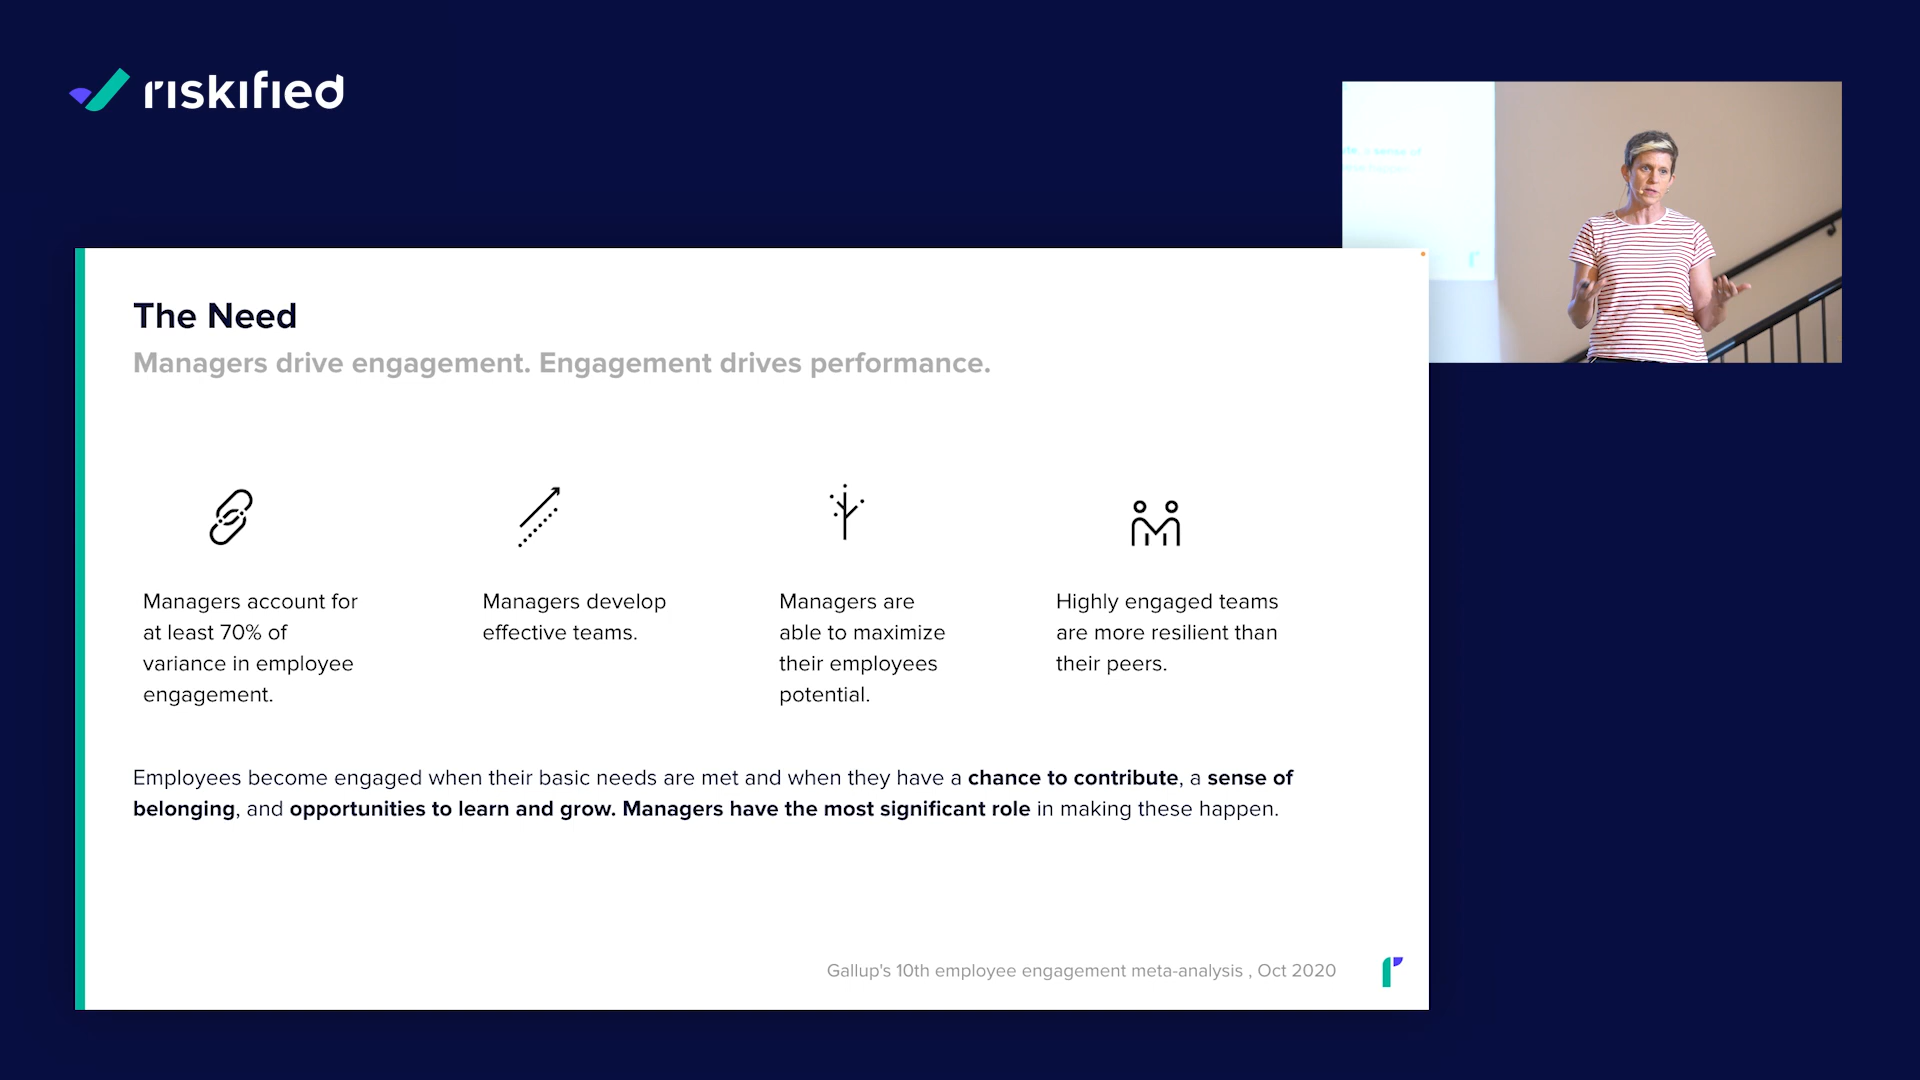 riskified
The Need
Managers drive engagement. Engagement drives performance.
Managers account for
at least 70% of
variance in employee
engagement.
Managers develop
effective teams.
Managers are
able to maximize
their employees
potential.
Highly engaged teams
are more resilient than
their peers.
Employees become engaged when their basic needs are met and when they have a chance to contribute, a sense of
belonging, and opportunities to learn and grow. Managers have the most significant role in making these happen.
Gallup's 10th employee engagement meta-analysis , Oct 2020